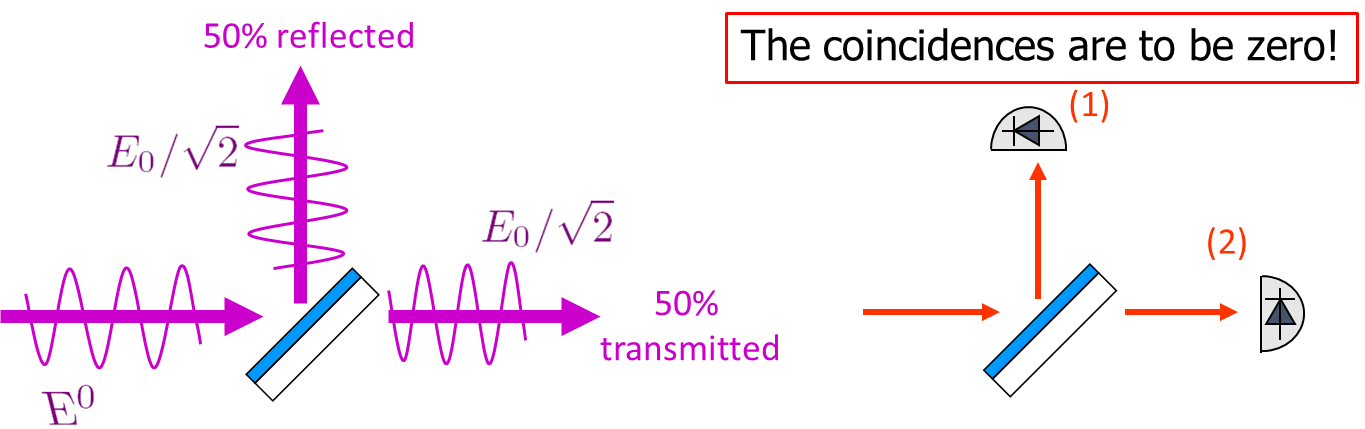 50% reflected
The coincidences are to be zero!
(1)
E₀/√2
E₀/√2
(2)
50%
transmitted
E⁰